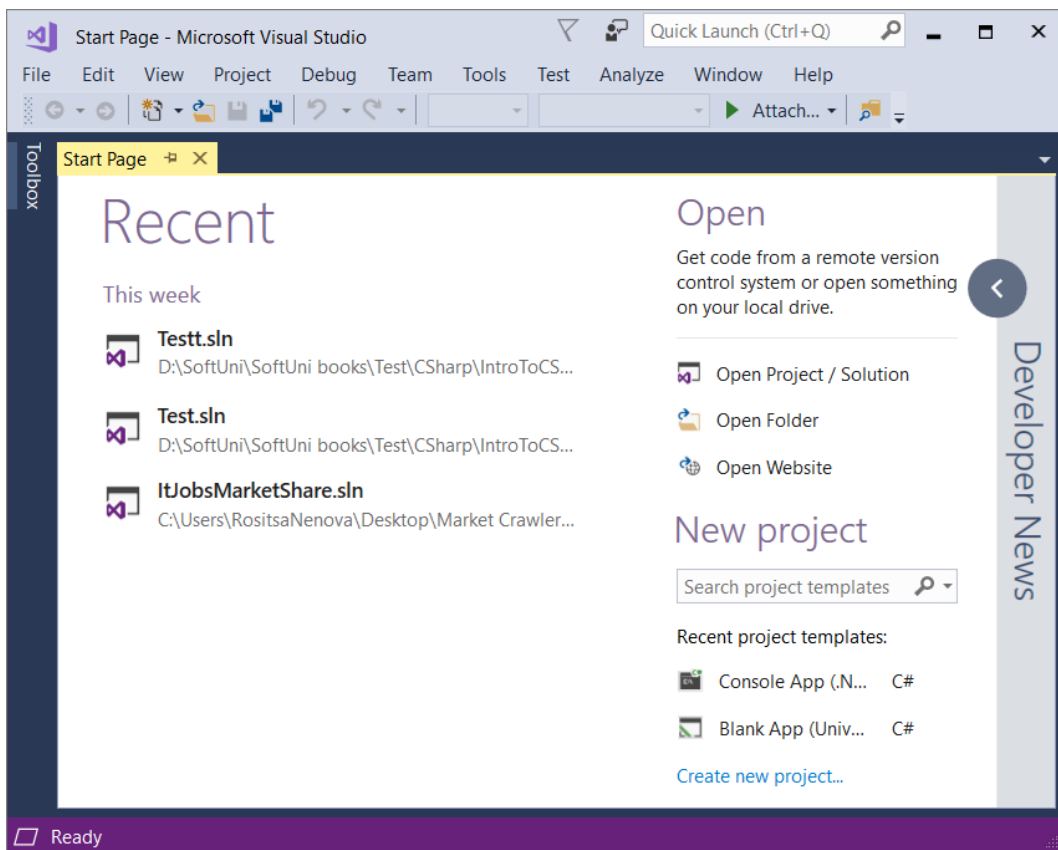 Start Page - Microsoft Visual Studio
Quick Launch (Ctrl+Q)
File Edit View Project Debug Team Tools Test Analyze Window Help
Attach...
Toolbox
Start Page
Recent
This week
Testt.sln
D:\SoftUni\SoftUni books\Test\CSharp\IntroToCS...
Test.sln
D:\SoftUni\SoftUni books\Test\CSharp\IntroToCS...
ItJobsMarketShare.sln
C:\Users\RositsaNenova\Desktop\Market Crawler...
Open
Get code from a remote version
control system or open something
on your local drive.
Open Project / Solution
Open Folder
Open Website
New project
Search project templates
Recent project templates:
Console App (.N... C#
Blank App (Univ... C#
Create new project...
Developer News
Ready